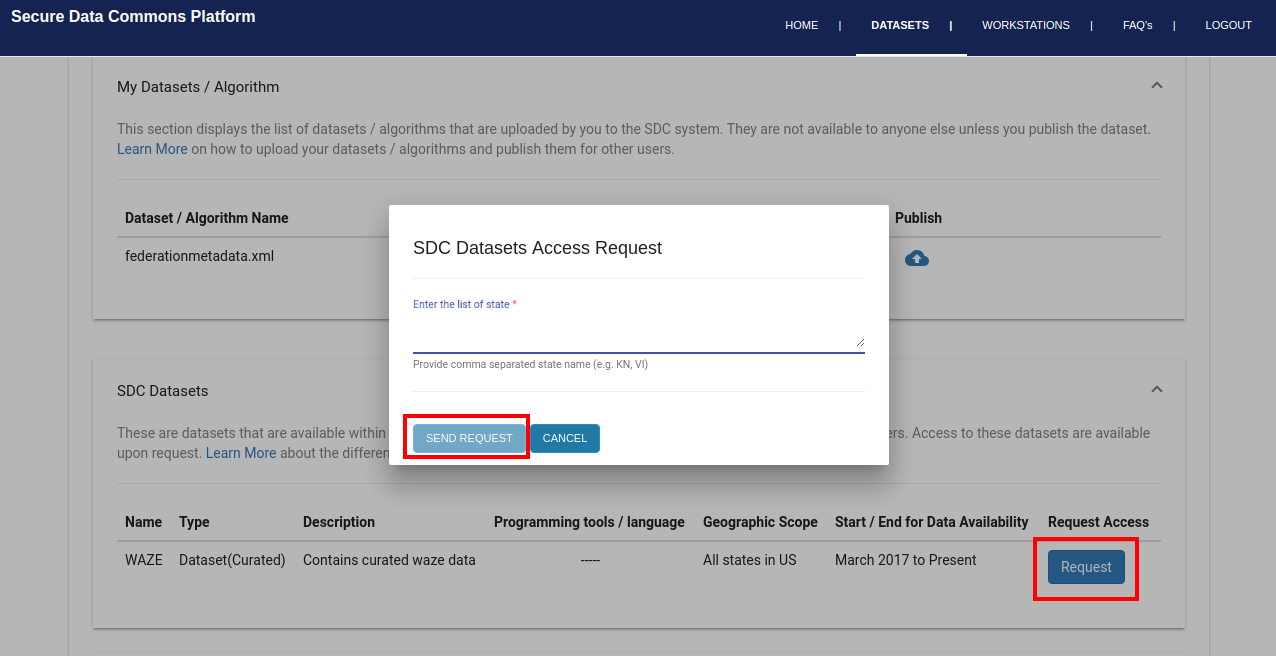 Secure Data Commons Platform
HOME | DATASETS | WORKSTATIONS | FAQ's | LOGOUT
My Datasets / Algorithm
This section displays the list of datasets / algorithms that are uploaded by you to the SDC system. They are not available to anyone else unless you publish the dataset.
Learn More on how to upload your datasets / algorithms and publish them for other users.
Dataset / Algorithm Name Publish
federationmetadata.xml
SDC Datasets Access Request
Enter the list of state *
Provide comma separated state name (e.g. KN, VI)
SEND REQUEST CANCEL
SDC Datasets
These are datasets that are available within ers. Access to these datasets are available
upon request. Learn More about the differen
Name Type Description Programming tools / language Geographic Scope Start / End for Data Availability Request Access
WAZE Dataset(Curated) Contains curated waze data ----- All states in US March 2017 to Present Request